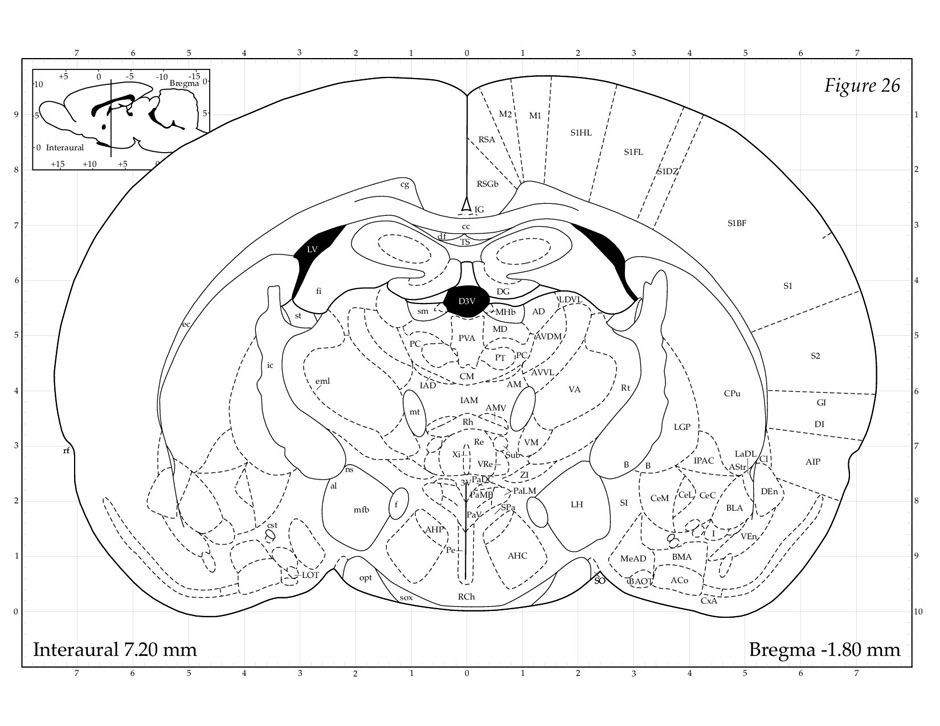 7 6 5 4 3 2 1 0 1 2 3 4 5 6 7
Figure 26
+5 0 -5 -10 -15
Bregma 0
10
5 5
0 Interaural
+15 +10 +5 0
9 M2 M1 1
RSA S1HL
S1FL
8 S1DZ 2
cg RSGb
IG
7 cc S1BF 3
df TS
LV
6 4
fi DG S1
D3V LDVL
st sm MHb AD
ec MD
5 PVA AVDM 5
PC PT PC S2
ic CM AVVL
eml IAD AM VA Rt CPu
4 6
mt IAM AMV LGP GI
Rh DI
3 Re VM 7
rf Xi Sub LaDL CI
ns VRe B B IPAC AStr AIP
ZI
al 3V PaDC
PaMP PaLM CeM CeL CeC DEn
2 mfb f SPa LH SI BLA 8
PaV
cst AHP I VEn
1 Pe AHC MeAD BMA 9
LOT opt SO BAOT ACo
sox RCh CxA
0 10
Interaural 7.20 mm Bregma -1.80 mm
7 6 5 4 3 2 1 0 1 2 3 4 5 6 7